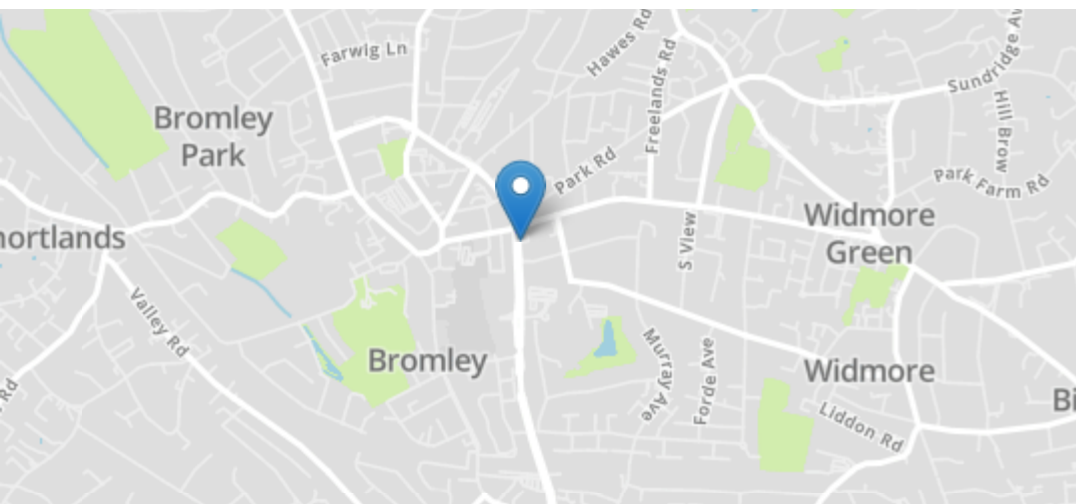 Farwig Ln
Hawes Rd
Freelands Rd
Sundridge Av
Hill Brow
Bromley
Park
Park Rd
Park Farm Rd
Widmore
Green
S View
hortlands
Valley Rd
Bromley
Murray Ave
Forde Ave
Widmore
Liddon Rd
Bi
Rd